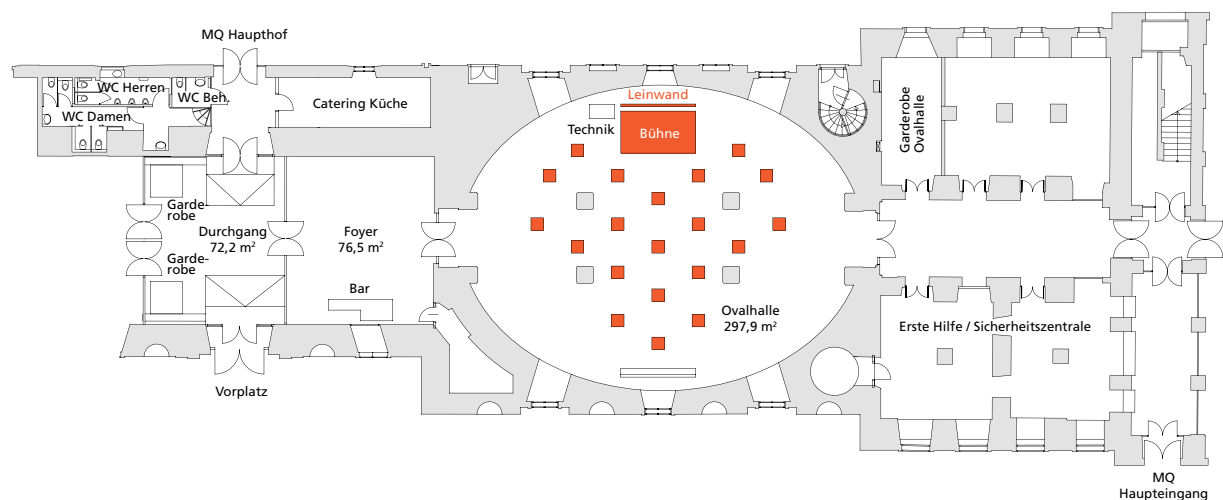 MQ Haupthof
WC Herren
WC Beh.
WC Damen
Catering Küche
Leinwand
Technik
Bühne
Garderobe
Ovalhalle
Garde-
robe
Durchgang
72,2 m²
Garde-
robe
Foyer
76,5 m²
Bar
Ovalhalle
297,9 m²
Erste Hilfe / Sicherheitszentrale
Vorplatz
MQ
Haupteingang